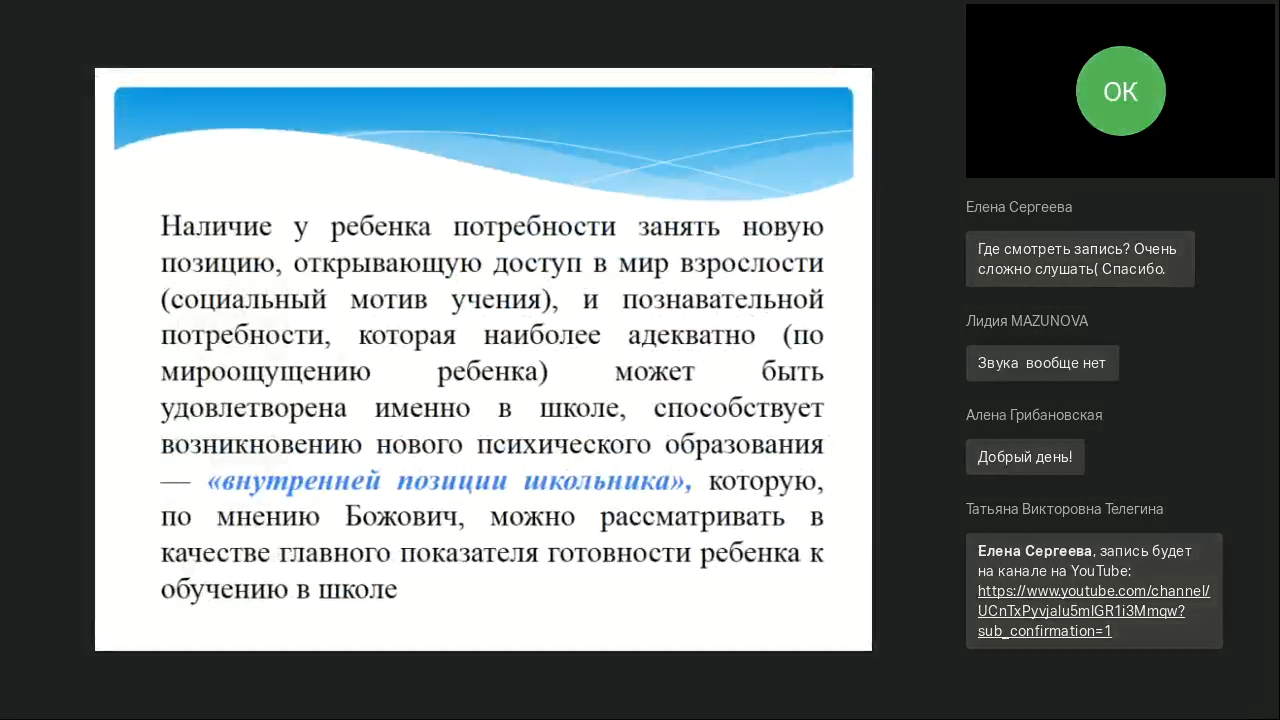 Наличие у ребенка потребности занять новую
позицию, открывающую доступ в мир взрослости
(социальный мотив учения), и познавательной
потребности, которая наиболее адекватно (по
мироощущению ребенка) может быть
удовлетворена именно в школе, способствует
возникновению нового психического образования
— «внутренней позиции школьника», которую,
по мнению Божович, можно рассматривать в
качестве главного показателя готовности ребенка к
обучению в школе
ОК
Елена Сергеева
Где смотреть запись? Очень
сложно слушать( Спасибо.
Лидия MAZUNOVA
Звука вообще нет
Алена Грибановская
Добрый день!
Татьяна Викторовна Телегина
Елена Сергеева, запись будет
на канале на YouTube:
https://www.youtube.com/channel/
UCnTxPyvjalu5mlGR1i3Mmqw?
sub_confirmation=1